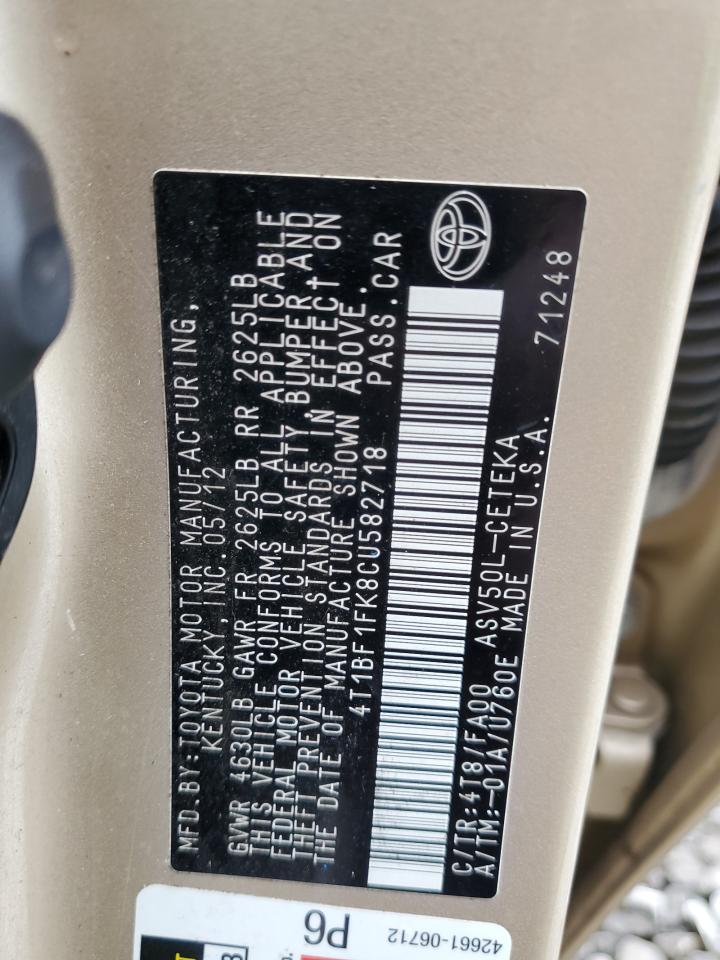 MFD.BY:TOYOTA MOTOR MANUFACTURING,
KENTUCKY, INC. 05/12
GVWR 4630LB GAWR FR 2625LB RR 2625LB
THIS VEHICLE CONFORMS TO ALL APPLICABLE
FEDERAL MOTOR VEHICLE SAFETY, BUMPER, AND
THEFT PREVENTION STANDARDS IN EFFECT ON
THE DATE OF MANUFACTURE SHOWN ABOVE.
4T1BF1FK8CU582718 PASS.CAR
C/TR:4T8/FA00 ASV50L-CETEKA
A/TM:-01A/U760E MADE IN U.S.A. 71248
P6
42661-06712